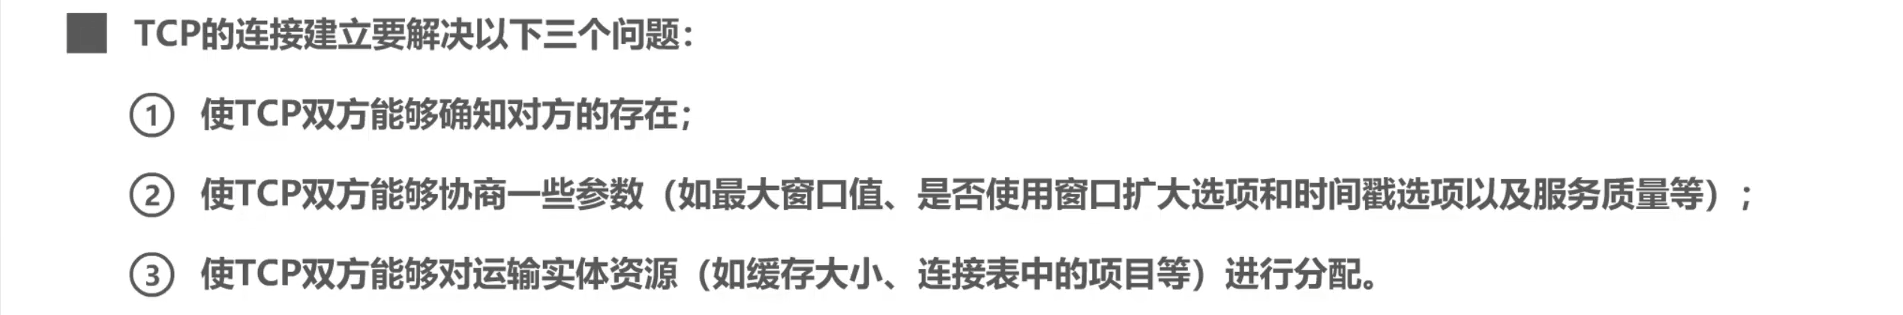 TCP的连接建立要解决以下三个问题：
① 使TCP双方能够确知对方的存在；
② 使TCP双方能够协商一些参数（如最大窗口值、是否使用窗口扩大选项和时间戳选项以及服务质量等）；
③ 使TCP双方能够对运输实体资源（如缓存大小、连接表中的项目等）进行分配。